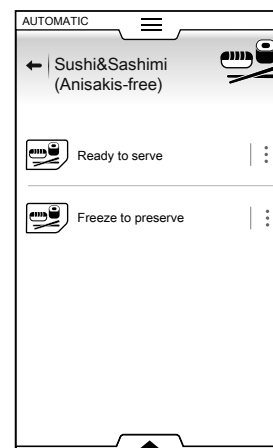 AUTOMATIC
Sushi&Sashimi
(Anisakis-free)
Ready to serve
Freeze to preserve